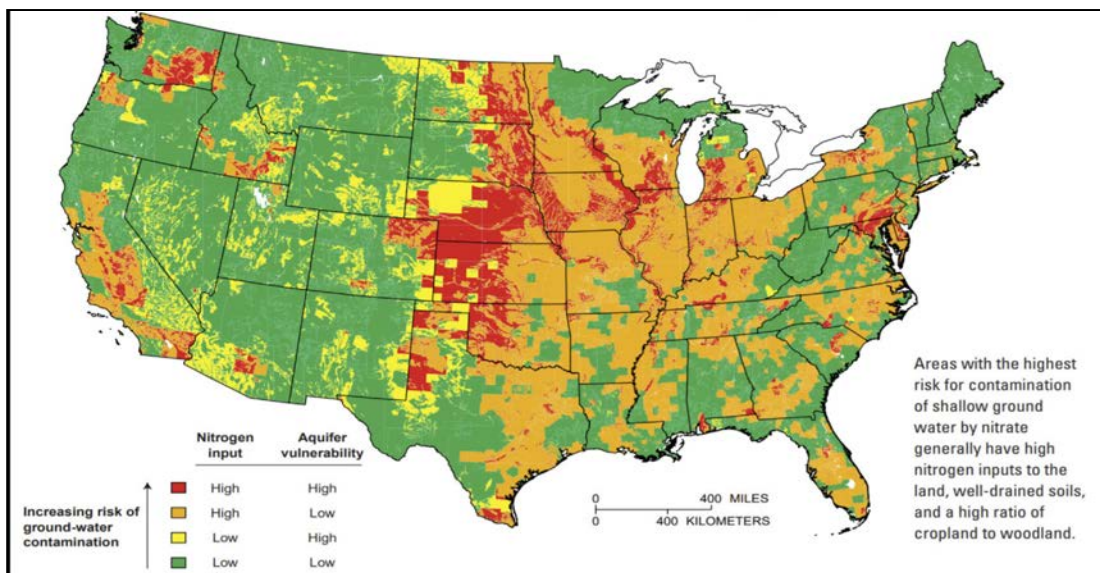 Areas with the highest
risk for contamination
of shallow ground
water by nitrate
generally have high
nitrogen inputs to the
land, well-drained soils,
and a high ratio of
cropland to woodland.
Nitrogen input Aquifer vulnerability
High High
High Low
Low High
Low Low
Increasing risk of
ground-water
contamination
0 400 MILES
0 400 KILOMETERS